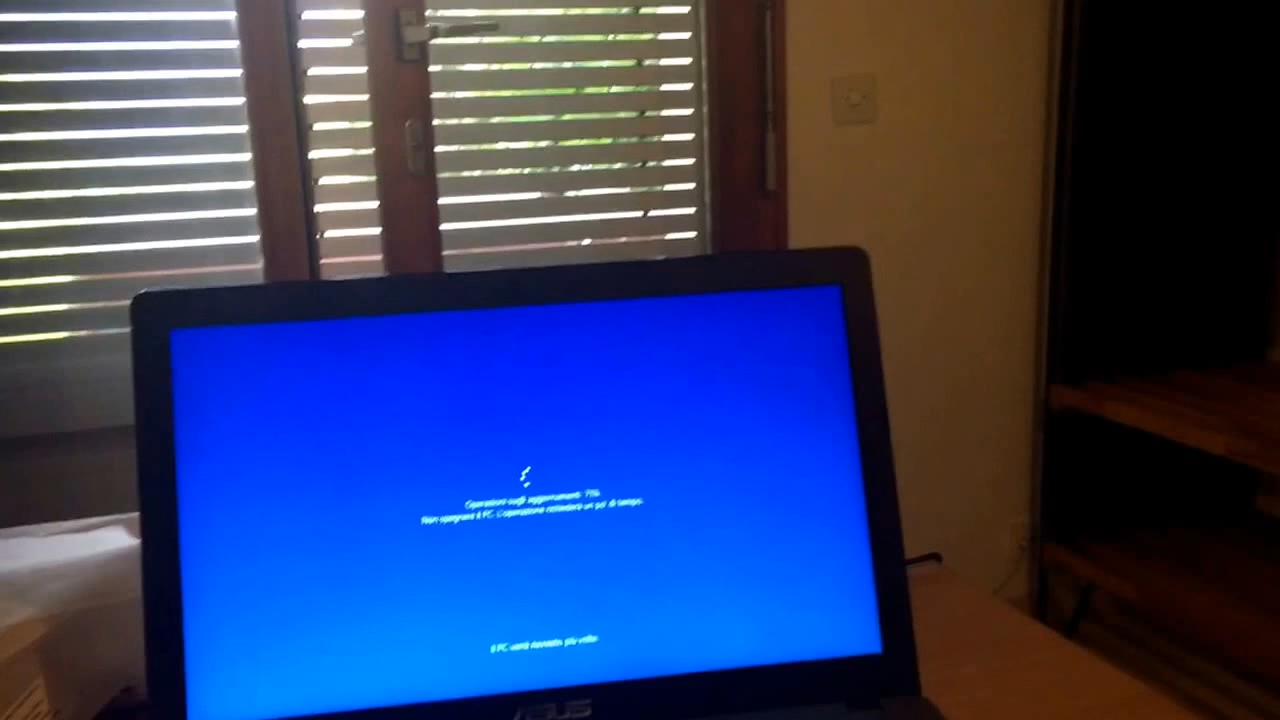 Operazioni sugli aggiornamenti: 71%
Non spegnere il PC. L'operazione richiederà un po' di tempo.
Il PC verrà riavviato più volte
ASUS